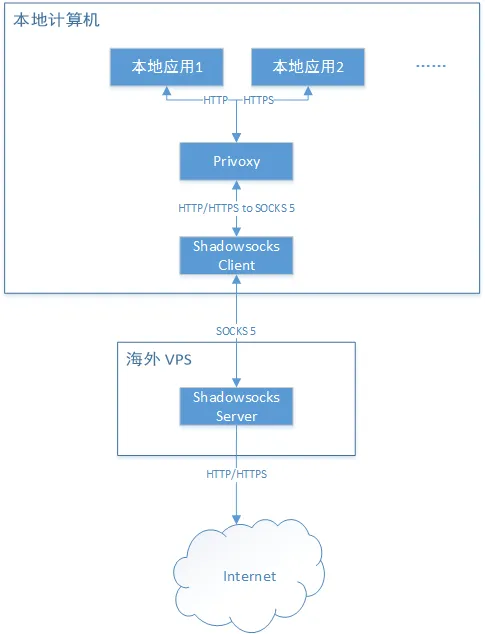 本地计算机
本地应用1
本地应用2
……
HTTP
HTTPS
Privoxy
HTTP/HTTPS to SOCKS 5
Shadowsocks
Client
SOCKS 5
海外 VPS
Shadowsocks
Server
HTTP/HTTPS
Internet